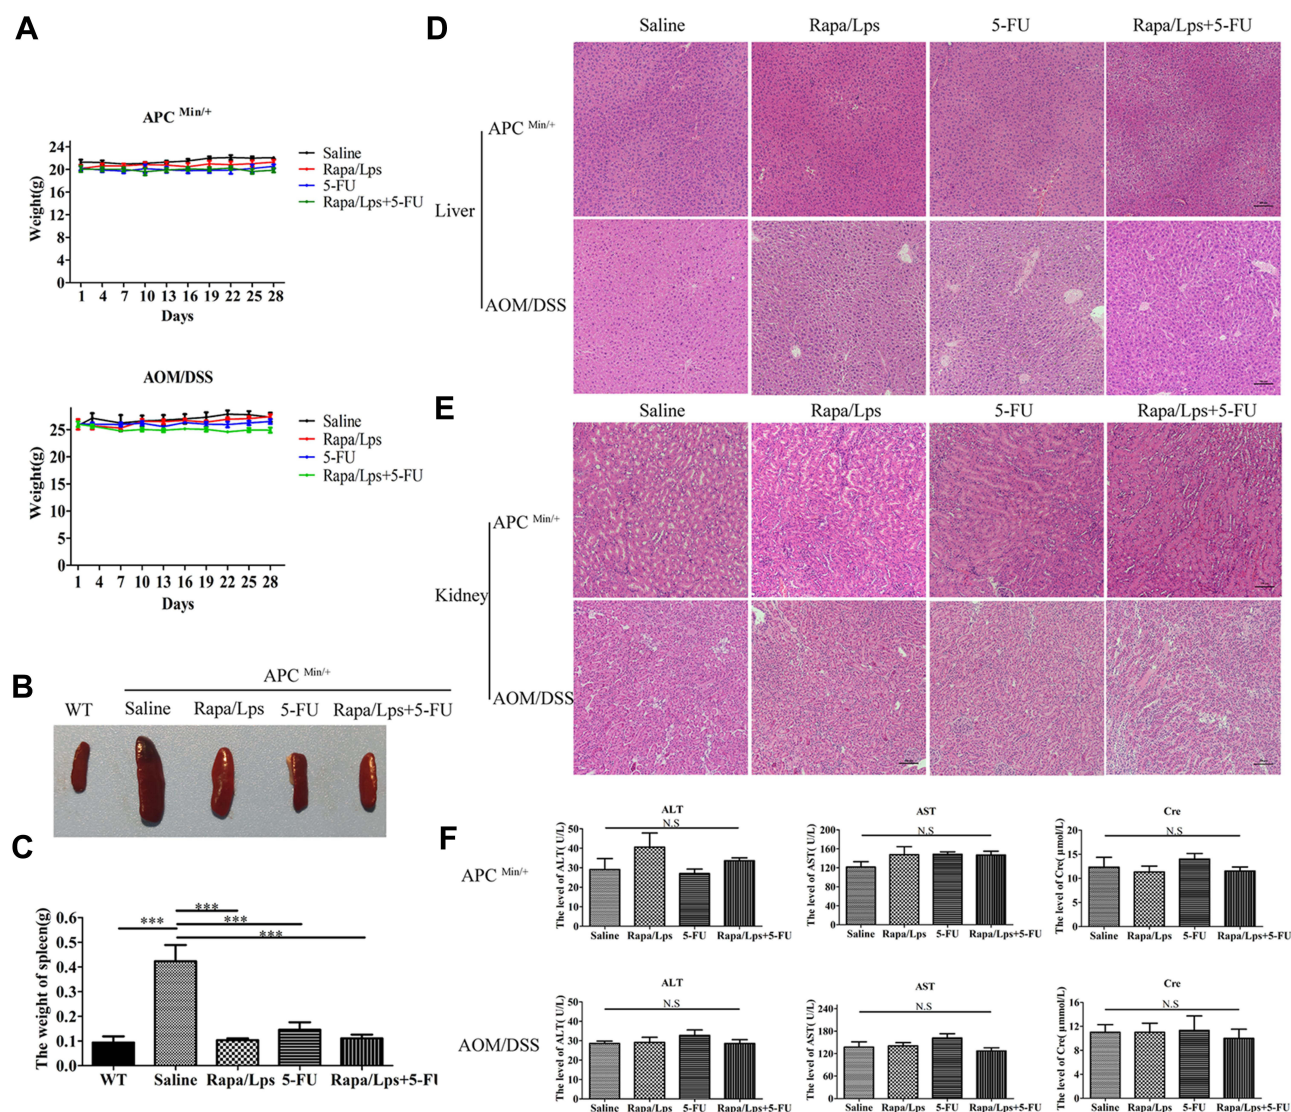 A
APC Min/+
Weight(g)
24
20
16
12
8
4
0
1 4 7 10 13 16 19 22 25 28
Days
Saline
Rapa/Lps
5-FU
Rapa/Lps+5-FU
AOM/DSS
Weight(g)
25
20
15
10
5
0
1 4 7 10 13 16 19 22 25 28
Days
Saline
Rapa/Lps
5-FU
Rapa/Lps+5-FU
B
APC Min/+
WT Saline Rapa/Lps 5-FU Rapa/Lps+5-FU
C
The weight of spleen(g)
0.6
0.5
0.4
0.3
0.2
0.1
0.0
***
***
***
***
WT Saline Rapa/Lps 5-FU Rapa/Lps+5-FU
D
Saline Rapa/Lps 5-FU Rapa/Lps+5-FU
APC Min/+
Liver
AOM/DSS
E
Saline Rapa/Lps 5-FU Rapa/Lps+5-FU
APC Min/+
Kidney
AOM/DSS
F
APC Min/+
ALT
N.S
The level of ALT( U/L)
50
40
30
20
10
0
Saline Rapa/Lps 5-FU Rapa/Lps+5-FU
AST
N.S
The level of AST( U/L)
200
160
120
80
40
0
Saline Rapa/Lps 5-FU Rapa/Lps+5-FU
Cre
N.S
The level of Cre( μmol/L)
20
15
10
5
0
Saline Rapa/Lps 5-FU Rapa/Lps+5-FU
AOM/DSS
ALT
N.S
The level of ALT( U/L)
50
40
30
20
10
0
Saline Rapa/Lps 5-FU Rapa/Lps+5-FU
AST
N.S
The level of AST( U/L)
240
180
120
60
0
Saline Rapa/Lps 5-FU Rapa/Lps+5-FU
Cre
N.S
The level of Cre( μmmol/L)
16
12
8
4
0
Saline Rapa/Lps 5-FU Rapa/Lps+5-FU